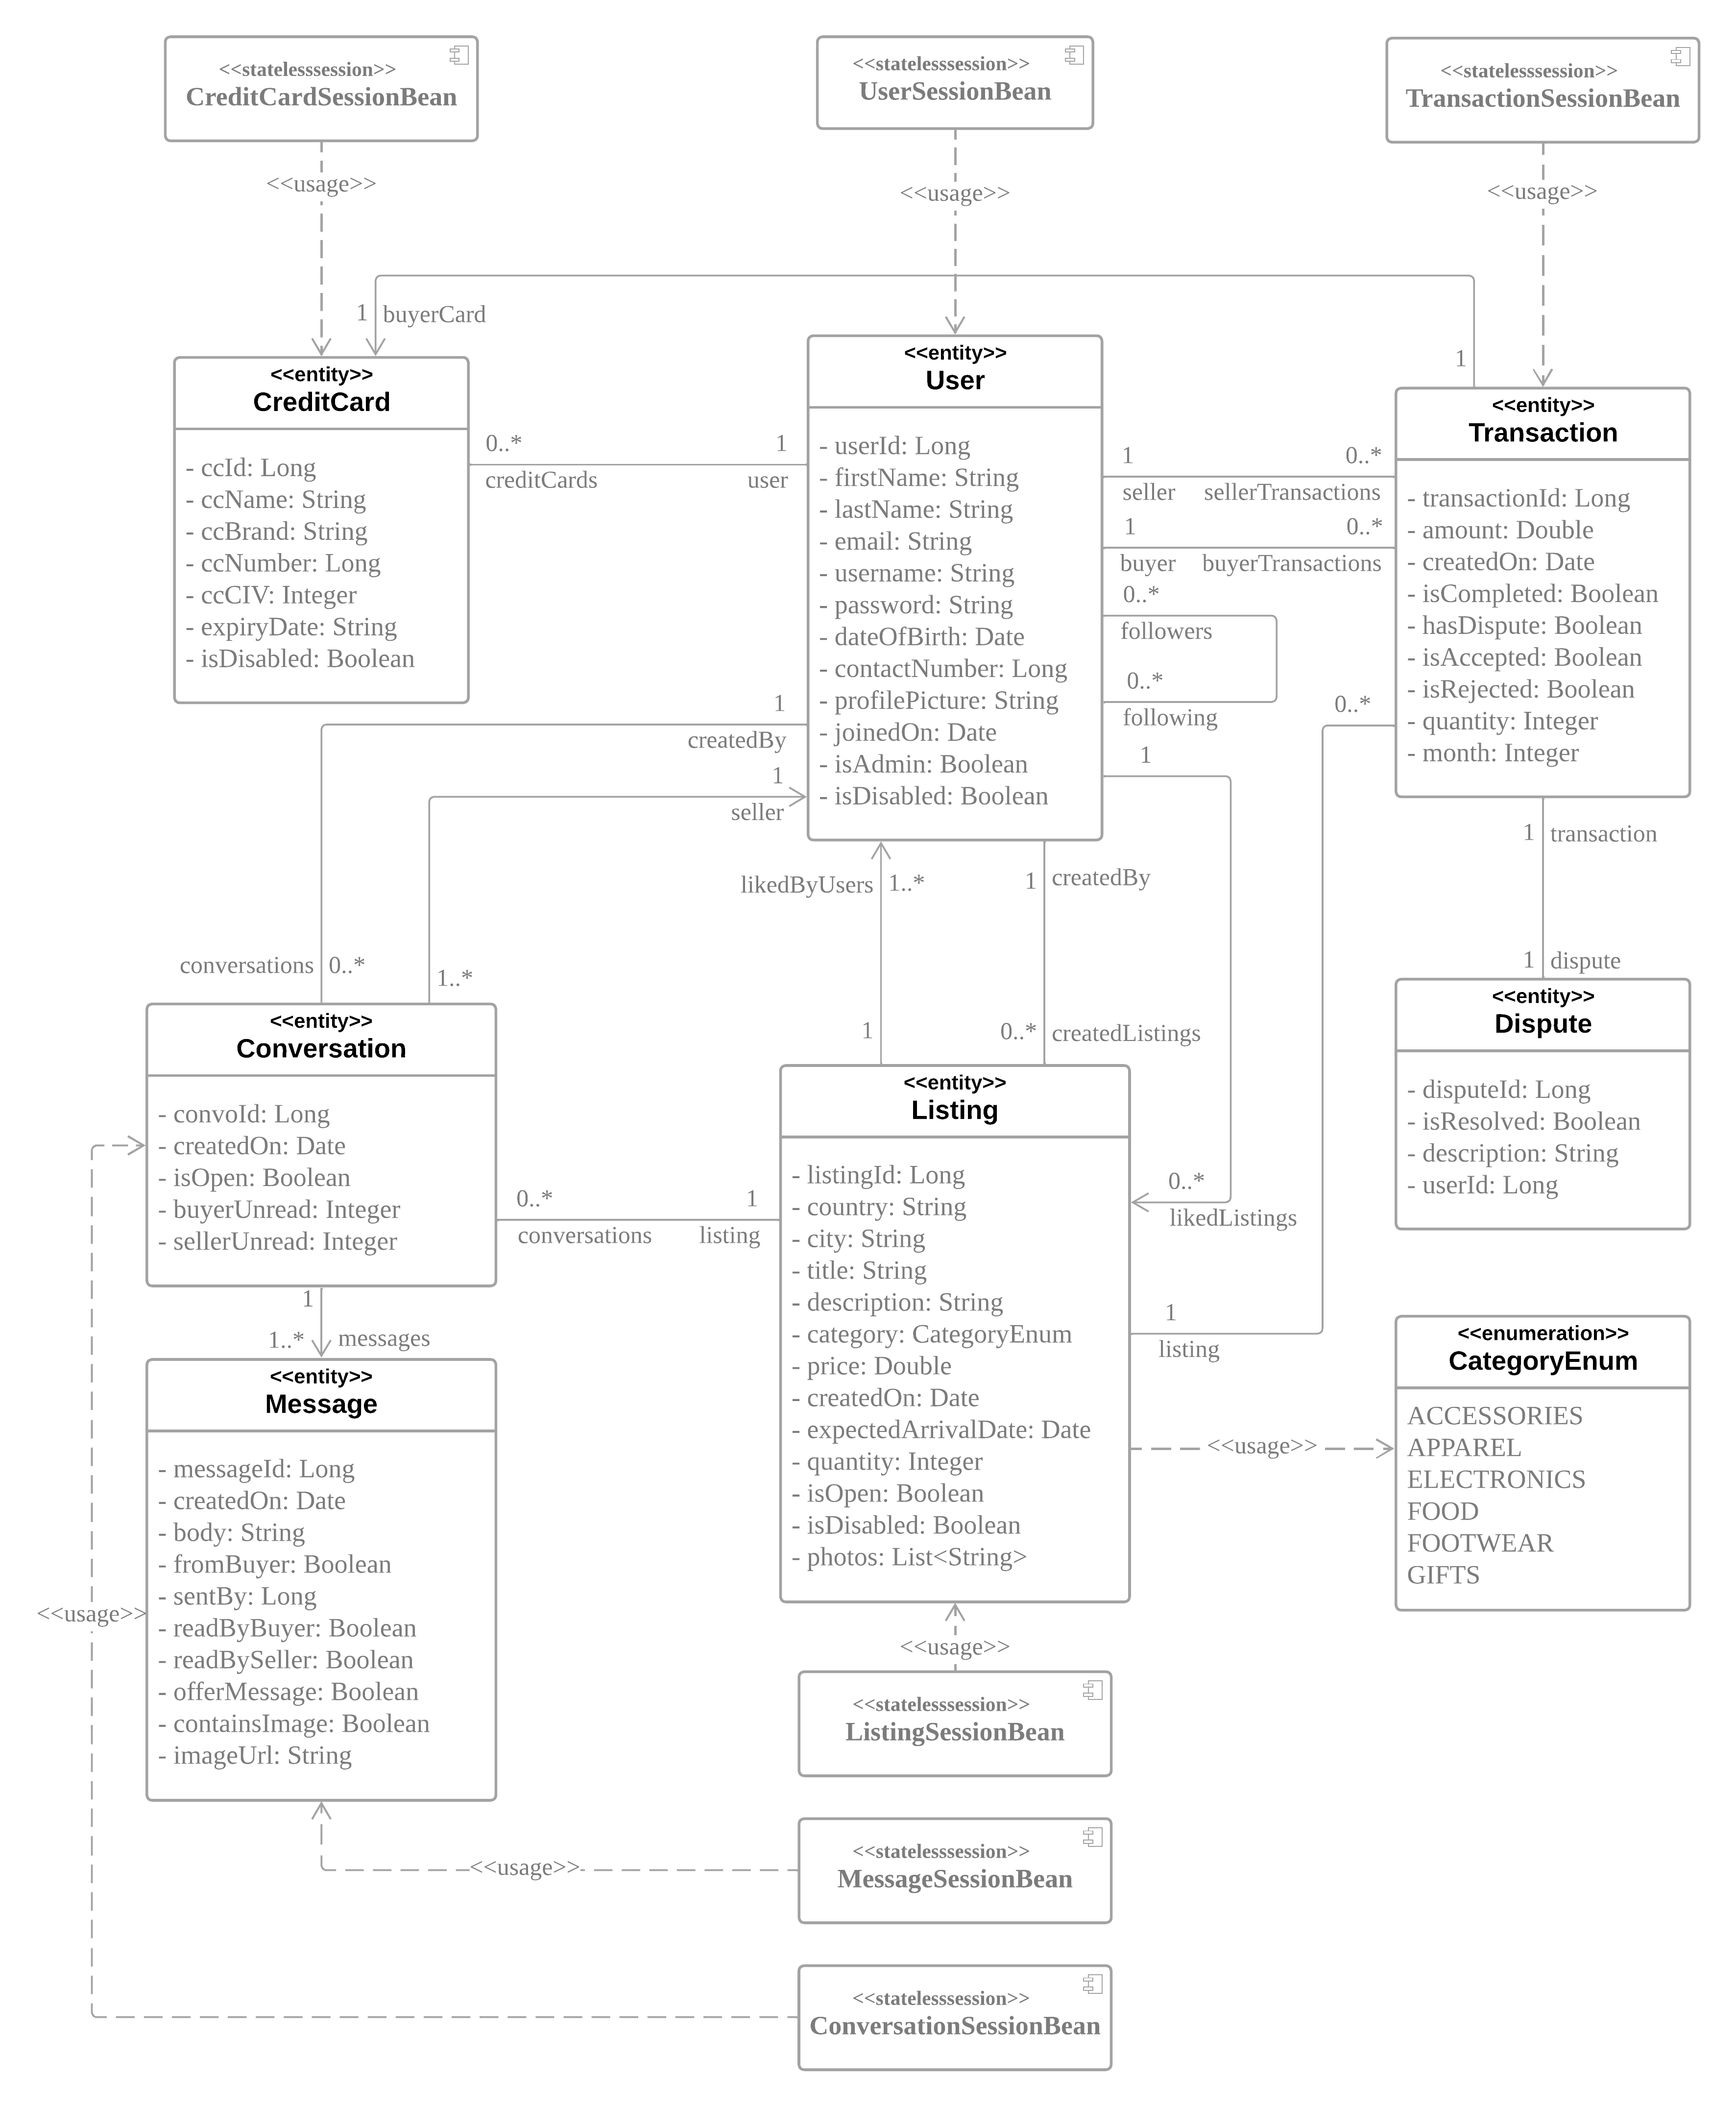 <<statelesssession>>
CreditCardSessionBean
<<statelesssession>>
UserSessionBean
<<statelesssession>>
TransactionSessionBean
<<usage>>
<<usage>>
<<usage>>
1
buyerCard
1
<<entity>>
CreditCard
- ccId: Long
- ccName: String
- ccBrand: String
- ccNumber: Long
- ccCIV: Integer
- expiryDate: String
- isDisabled: Boolean
0..*
1
creditCards
user
<<entity>>
User
- userId: Long
- firstName: String
- lastName: String
- email: String
- username: String
- password: String
- dateOfBirth: Date
- contactNumber: Long
- profilePicture: String
- joinedOn: Date
- isAdmin: Boolean
- isDisabled: Boolean
1
0..*
seller
sellerTransactions
1
0..*
buyer
buyerTransactions
0..*
followers
0..*
following
1
0..*
<<entity>>
Transaction
- transactionId: Long
- amount: Double
- createdOn: Date
- isCompleted: Boolean
- hasDispute: Boolean
- isAccepted: Boolean
- isRejected: Boolean
- quantity: Integer
- month: Integer
1
createdBy
1
seller
likedByUsers
1..*
1
createdBy
1
transaction
conversations
0..*
1..*
1
0..*
createdListings
1
dispute
<<entity>>
Conversation
- convoId: Long
- createdOn: Date
- isOpen: Boolean
- buyerUnread: Integer
- sellerUnread: Integer
0..*
1
conversations
listing
<<entity>>
Listing
- listingId: Long
- country: String
- city: String
- title: String
- description: String
- category: CategoryEnum
- price: Double
- createdOn: Date
- expectedArrivalDate: Date
- quantity: Integer
- isOpen: Boolean
- isDisabled: Boolean
- photos: List<String>
0..*
likedListings
1
listing
<<entity>>
Dispute
- disputeId: Long
- isResolved: Boolean
- description: String
- userId: Long
1
1..*
messages
<<entity>>
Message
- messageId: Long
- createdOn: Date
- body: String
- fromBuyer: Boolean
- sentBy: Long
- readByBuyer: Boolean
- readBySeller: Boolean
- offerMessage: Boolean
- containsImage: Boolean
- imageUrl: String
<<usage>>
<<usage>>
<<enumeration>>
CategoryEnum
ACCESSORIES
APPAREL
ELECTRONICS
FOOD
FOOTWEAR
GIFTS
<<usage>>
<<statelesssession>>
ListingSessionBean
<<usage>>
<<statelesssession>>
MessageSessionBean
<<statelesssession>>
ConversationSessionBean